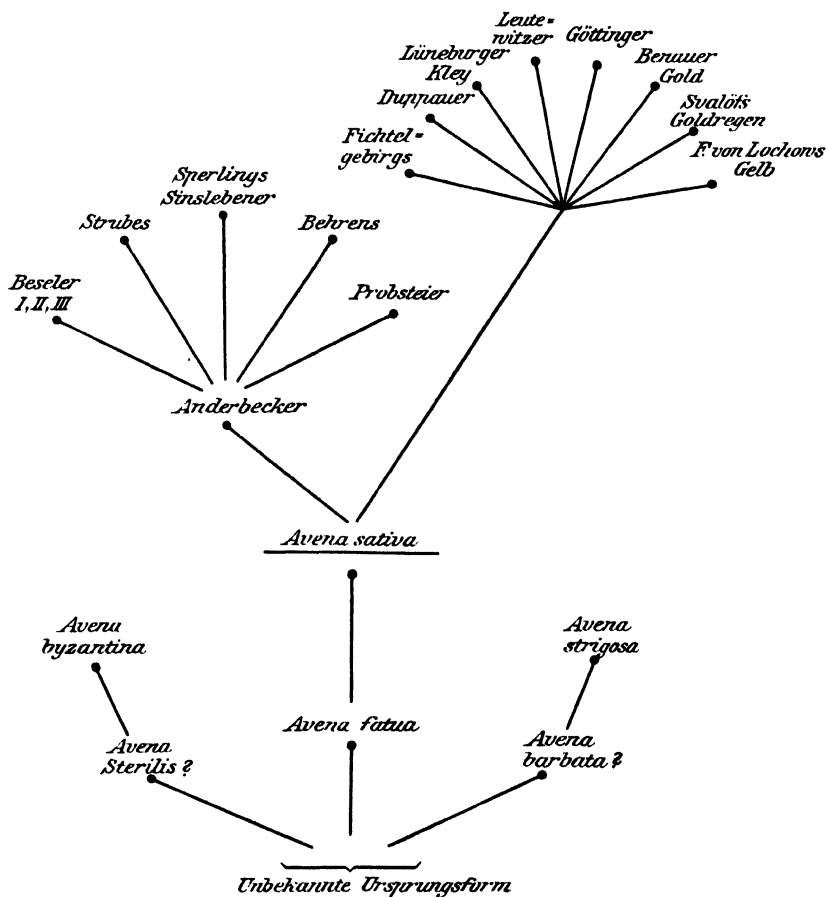 Leute=
witzer
Göttinger
Lüneburger
Kley
Benauer
Gold
Duppauer
Svalöfs
Goldregen
Fichtel=
gebirgs
F. von Lochows
Gelb
Sperlings
Sinslebener
Strubes
Behrens
Beseler
I, II, III
Probsteier
Anderbecker
Avena sativa
Avena
byzantina
Avena
strigosa
Avena fatua
Avena
Sterilis?
Avena
barbata?
Unbekannte Ursprungsform